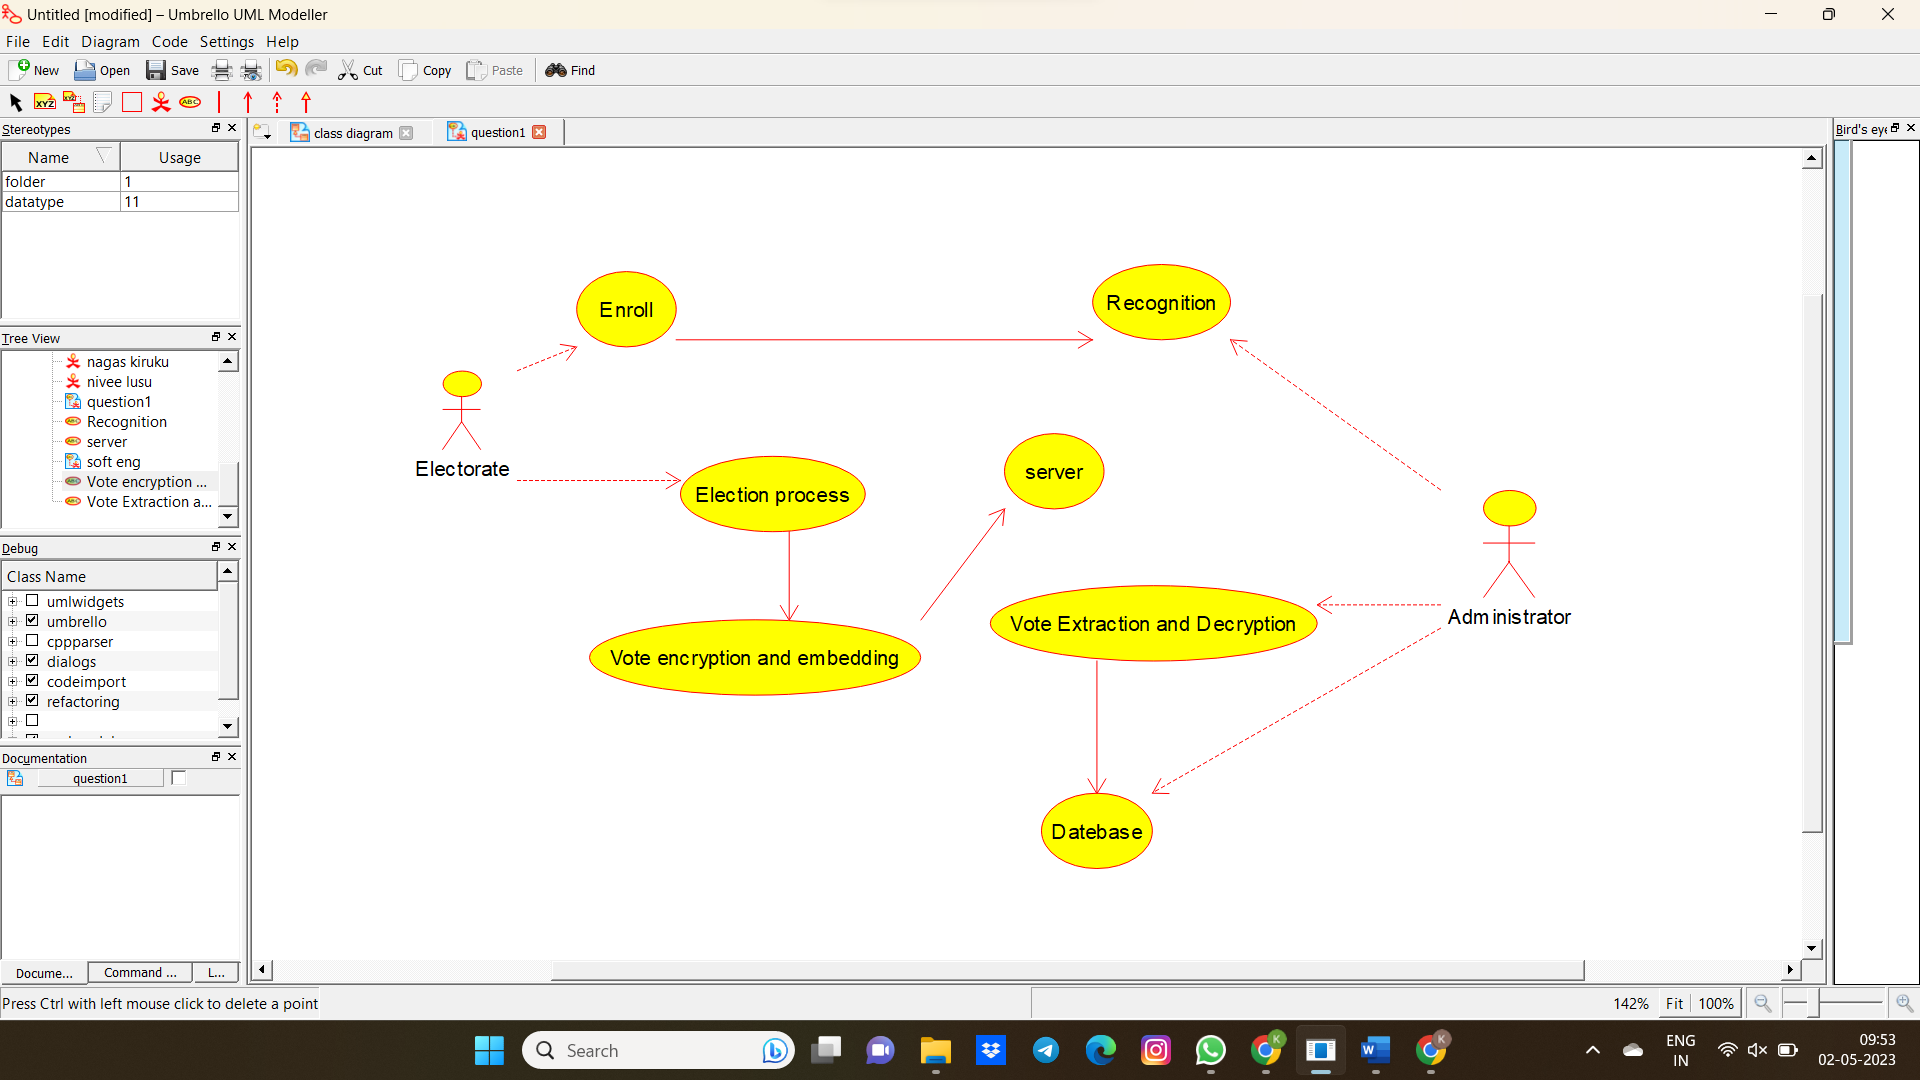 Untitled [modified] – Umbrello UML Modeller
File Edit Diagram Code Settings Help
New Open Save Cut Copy Paste Find
XYZ XYZ ABC
Stereotypes
Name Usage
folder 1
datatype 11
Tree View
nagas kiruku
nivee lusu
question1
Recognition
server
soft eng
Vote encryption ...
Vote Extraction a...
Debug
Class Name
umlwidgets
umbrello
cppparser
dialogs
codeimport
refactoring
Documentation
question1
Docume... Command ... L...
class diagram question1
Enroll
Recognition
Electorate
Election process
server
Vote encryption and embedding
Vote Extraction and Decryption
Administrator
Datebase
Bird's eye
Press Ctrl with left mouse click to delete a point
142% Fit 100%
Search
K
K
ENG
IN
09:53
02-05-2023